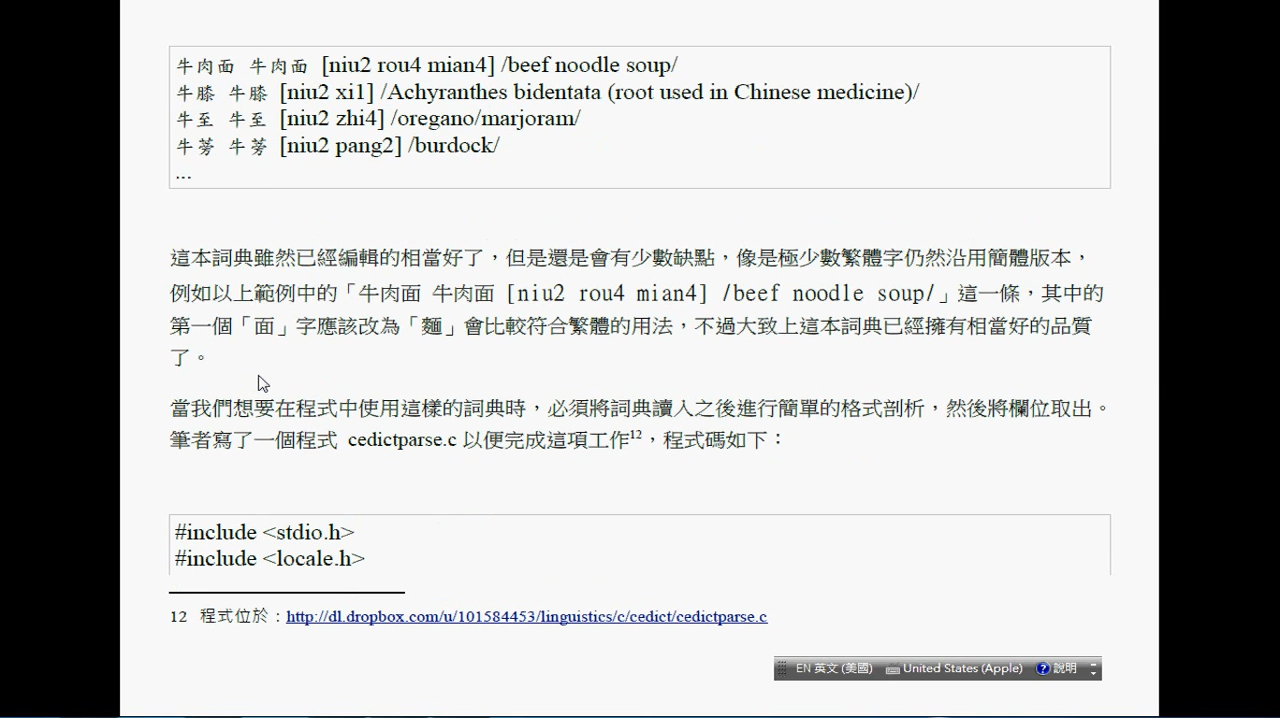 牛肉面 牛肉面 [niu2 rou4 mian4] /beef noodle soup/
牛膝 牛膝 [niu2 xi1] /Achyranthes bidentata (root used in Chinese medicine)/
牛至 牛至 [niu2 zhi4] /oregano/marjoram/
牛蒡 牛蒡 [niu2 pang2] /burdock/
...
這本詞典雖然已經編輯的相當好了，但是還是會有少數缺點，像是極少數繁體字仍然沿用簡體版本，
例如以上範例中的「牛肉面 牛肉面 [niu2 rou4 mian4] /beef noodle soup/」這一條，其中的
第一個「面」字應該改為「麵」會比較符合繁體的用法，不過大致上這本詞典已經擁有相當好的品質
了。
當我們想要在程式中使用這樣的詞典時，必須將詞典讀入之後進行簡單的格式剖析，然後將欄位取出。
筆者寫了一個程式 cedictparse.c 以便完成這項工作12，程式碼如下：
#include <stdio.h>
#include <locale.h>
12 程式位於：http://dl.dropbox.com/u/101584453/linguistics/c/cedict/cedictparse.c
EN 英文 (美國) United States (Apple) ? 說明